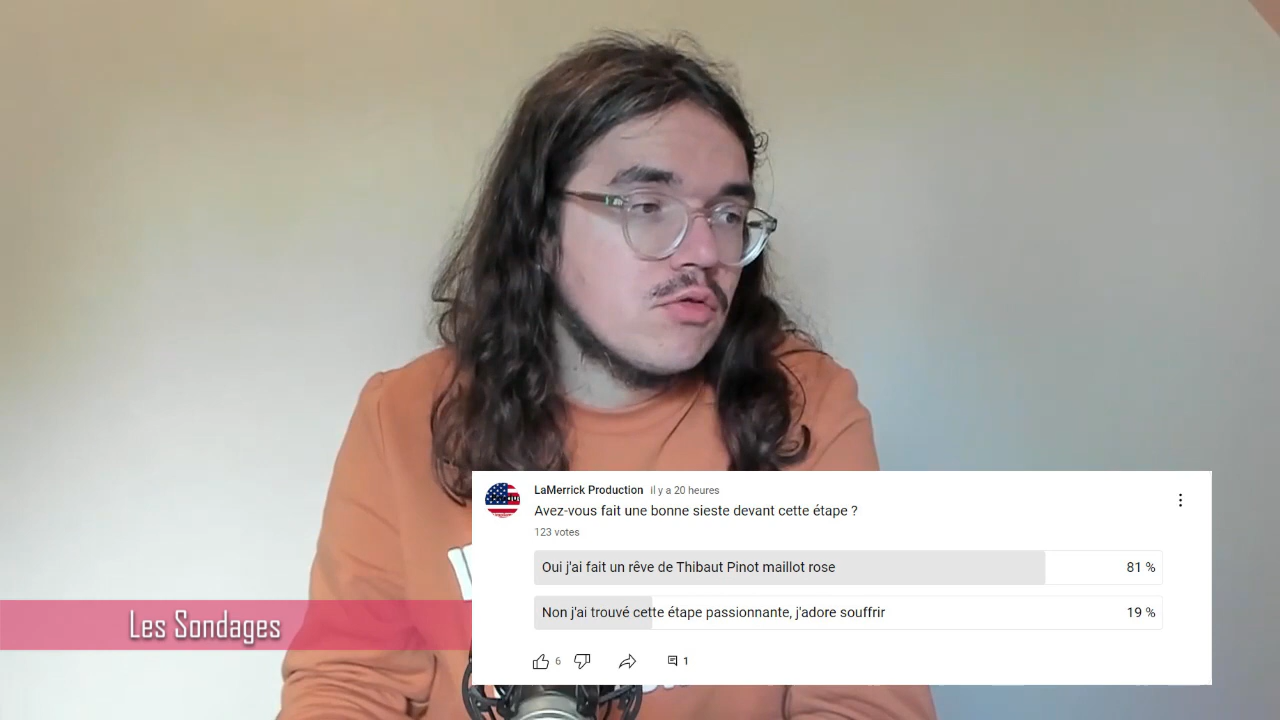 LaMerrick Production il y a 20 heures
Avez-vous fait une bonne sieste devant cette étape ?
123 votes
Oui j'ai fait un rêve de Thibaut Pinot maillot rose 81 %
Non j'ai trouvé cette étape passionnante, j'adore souffrir 19 %
6 1
Les Sondages